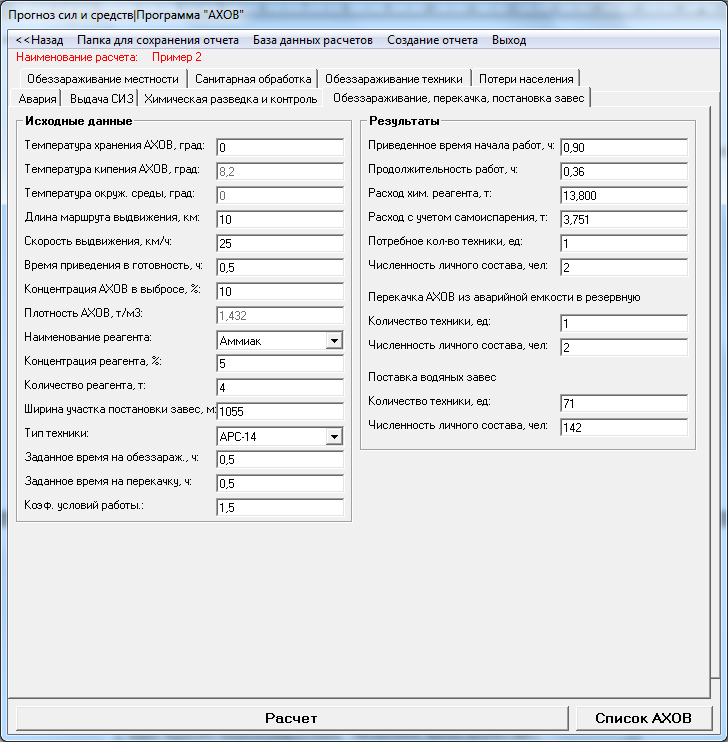 Прогноз сил и средств|Программа "АХОВ"
<<Назад Папка для сохранения отчета База данных расчетов Создание отчета Выход
Наименование расчета: Пример 2
Обеззараживание местности Санитарная обработка Обеззараживание техники Потери населения
Авария Выдача СИЗ Химическая разведка и контроль Обеззараживание, перекачка, постановка завес
Исходные данные
Температура хранения АХОВ, град: 0
Температура кипения АХОВ, град: 8,2
Температура окруж. среды, град: 0
Длина маршрута выдвижения, км: 10
Скорость выдвижения, км/ч: 25
Время приведения в готовность, ч: 0,5
Концентрация АХОВ в выбросе, %: 10
Плотность АХОВ, т/м3: 1,432
Наименование реагента: Аммиак
Концентрация реагента, %: 5
Количество реагента, т: 4
Ширина участка постановки завес, м: 1055
Тип техники: АРС-14
Заданное время на обеззараж., ч: 0,5
Заданное время на перекачку, ч: 0,5
Коэф. условий работы.: 1,5
Результаты
Приведенное время начала работ, ч: 0,90
Продолжительность работ, ч: 0,36
Расход хим. реагента, т: 13,800
Расход с учетом самоиспарения, т: 3,751
Потребное кол-во техники, ед: 1
Численность личного состава, чел: 2
Перекачка АХОВ из аварийной емкости в резервную
Количество техники, ед: 1
Численность личного состава, чел: 2
Поставка водяных завес
Количество техники, ед: 71
Численность личного состава, чел: 142
Расчет Список АХОВ